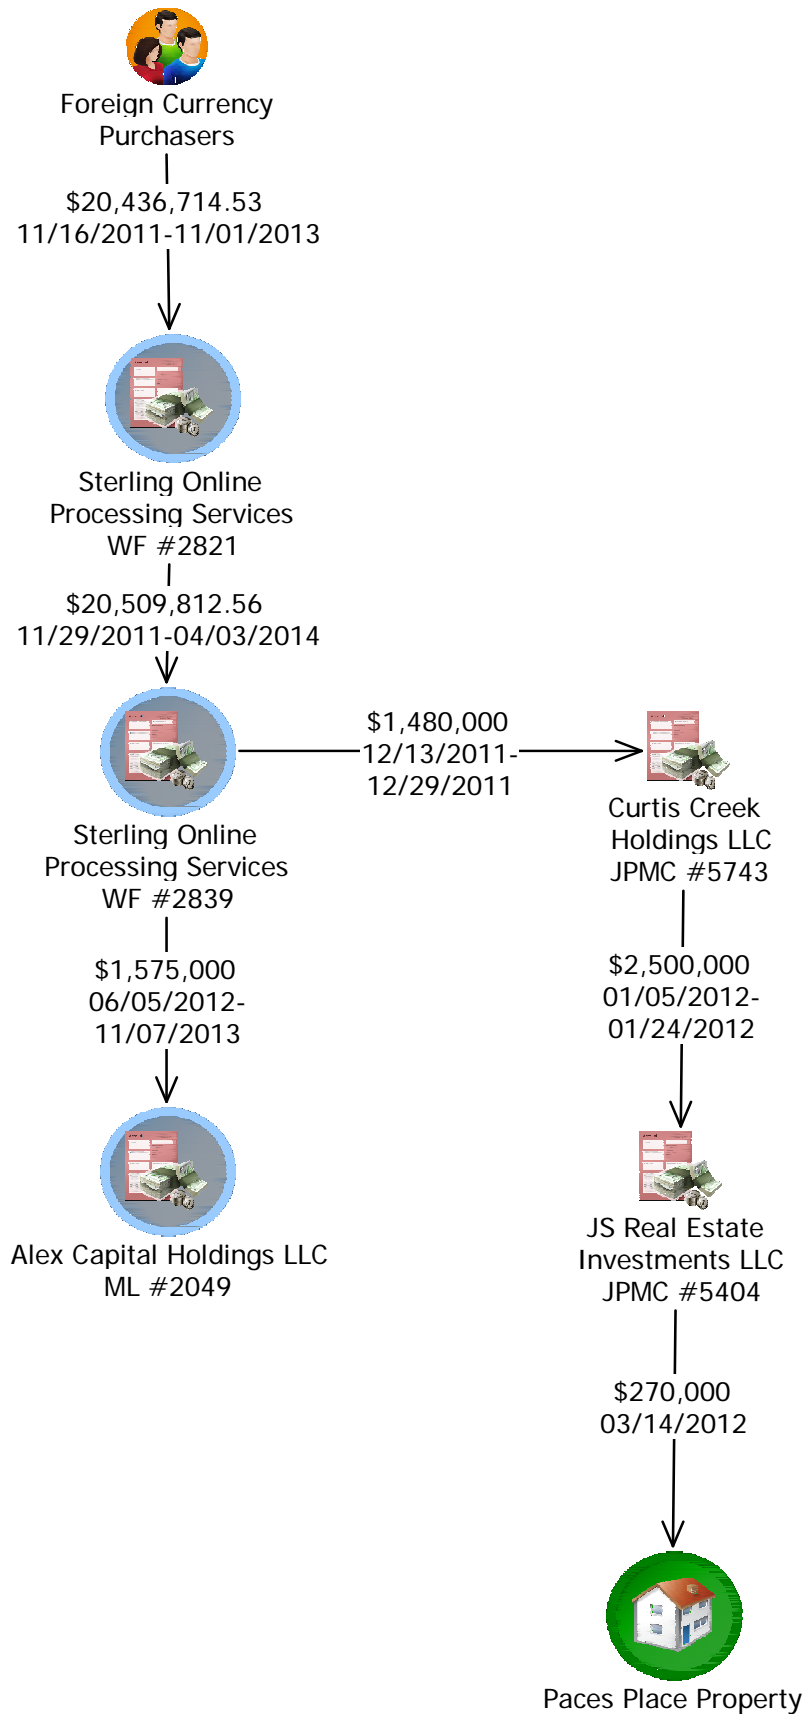 Foreign Currency
Purchasers
$20,436,714.53
11/16/2011-11/01/2013
Sterling Online
Processing Services
WF #2821
$20,509,812.56
11/29/2011-04/03/2014
$1,480,000
12/13/2011-
12/29/2011
Sterling Online
Processing Services
WF #2839
Curtis Creek
Holdings LLC
JPMC #5743
$1,575,000
06/05/2012-
11/07/2013
$2,500,000
01/05/2012-
01/24/2012
Alex Capital Holdings LLC
ML #2049
JS Real Estate
Investments LLC
JPMC #5404
$270,000
03/14/2012
Paces Place Property